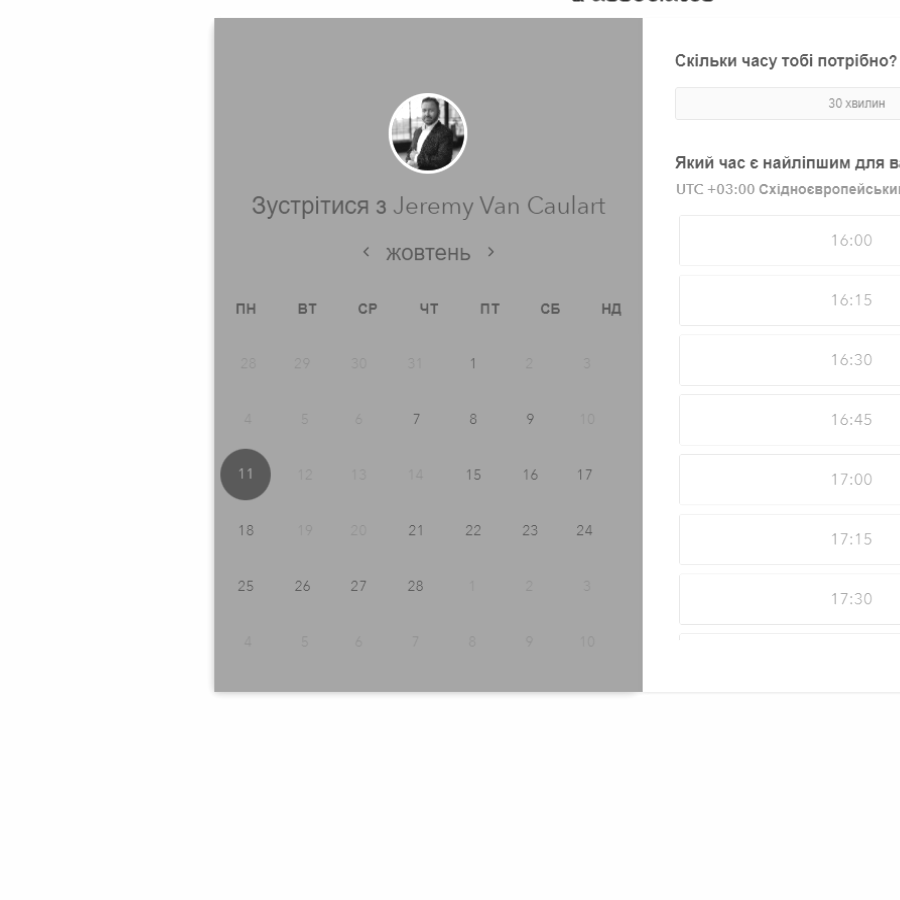 & associates
Зустрітися з Jeremy Van Caulart
‹ жовтень ›
ПН ВТ СР ЧТ ПТ СБ НД
28 29 30 31 1 2 3
4 5 6 7 8 9 10
11 12 13 14 15 16 17
18 19 20 21 22 23 24
25 26 27 28 1 2 3
4 5 6 7 8 9 10
Скільки часу тобі потрібно?
30 хвилин
Який час є найліпшим для в
UTC +03:00 Східноєвропейськи
16:00
16:15
16:30
16:45
17:00
17:15
17:30